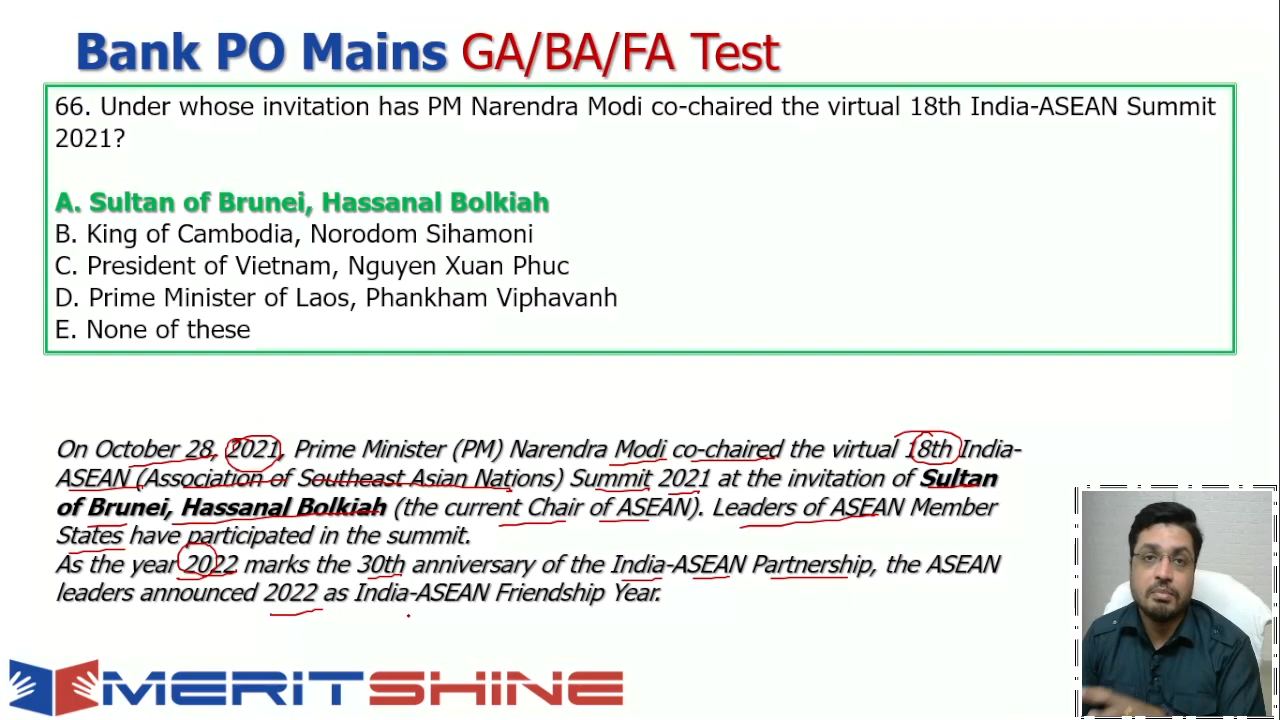 Bank PO Mains GA/BA/FA Test
66. Under whose invitation has PM Narendra Modi co-chaired the virtual 18th India-ASEAN Summit
2021?
A. Sultan of Brunei, Hassanal Bolkiah
B. King of Cambodia, Norodom Sihamoni
C. President of Vietnam, Nguyen Xuan Phuc
D. Prime Minister of Laos, Phankham Viphavanh
E. None of these
On October 28, 2021, Prime Minister (PM) Narendra Modi co-chaired the virtual 18th India-
ASEAN (Association of Southeast Asian Nations) Summit 2021 at the invitation of Sultan
of Brunei, Hassanal Bolkiah (the current Chair of ASEAN). Leaders of ASEAN Member
States have participated in the summit.
As the year 2022 marks the 30th anniversary of the India-ASEAN Partnership, the ASEAN
leaders announced 2022 as India-ASEAN Friendship Year.
MERITSHINE